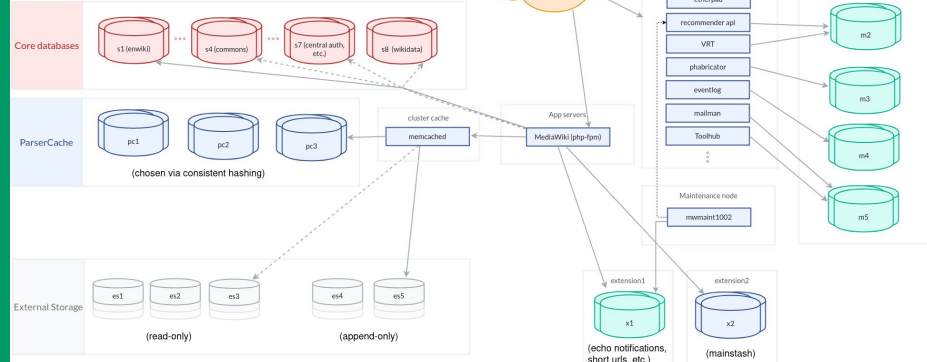 etherpad
Core databases
s1 (enwiki)
s4 (commons)
s7 (central auth,
etc.)
s8 (wikidata)
recommender api
VRT
phabricator
eventlog
mailman
Toolhub
m2
m3
m4
m5
ParserCache
pc1
pc2
pc3
(chosen via consistent hashing)
cluster cache
memcached
App servers
MediaWiki (php-fpm)
Maintenance node
mwmaint1002
External Storage
es1
es2
es3
(read-only)
es4
es5
(append-only)
extension1
x1
(echo notifications,
short urls, etc.)
extension2
x2
(mainstash)